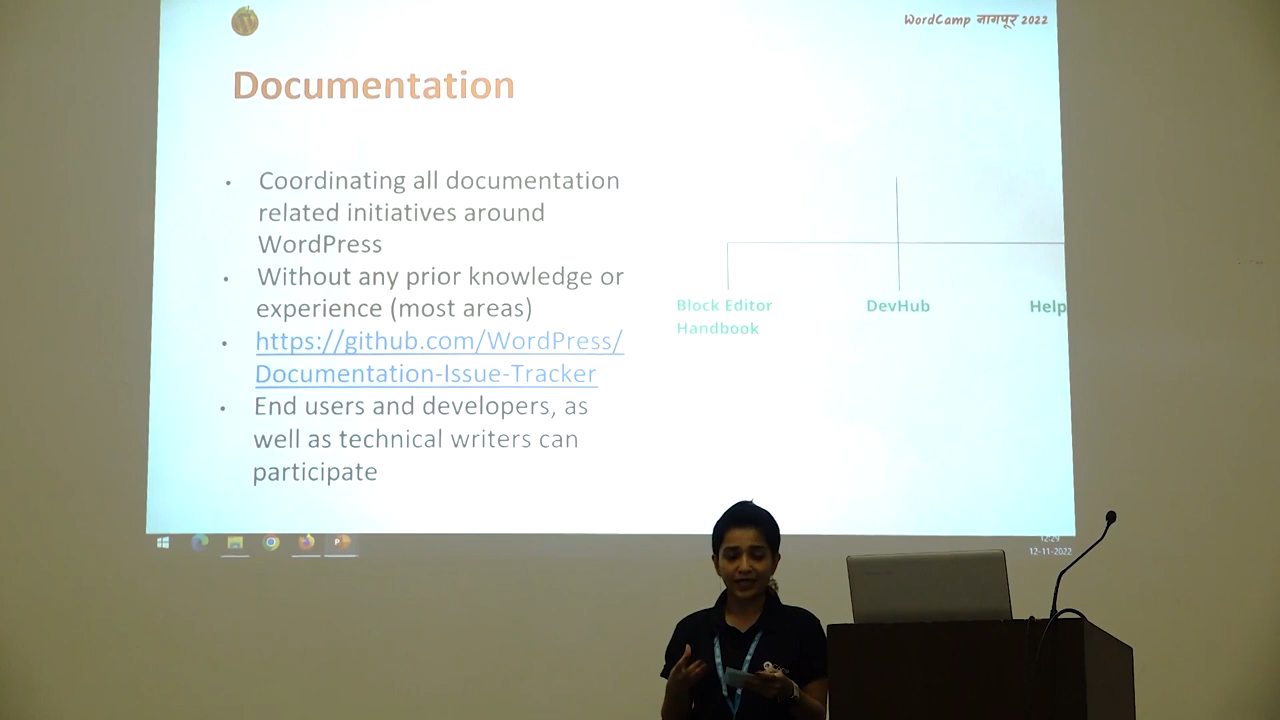 WordCamp नागपूर 2022
Documentation
• Coordinating all documentation
related initiatives around
WordPress
• Without any prior knowledge or
experience (most areas)
• https://github.com/WordPress/
Documentation-Issue-Tracker
• End users and developers, as
well as technical writers can
participate
Block Editor
Handbook
DevHub
Help
12:29
12-11-2022